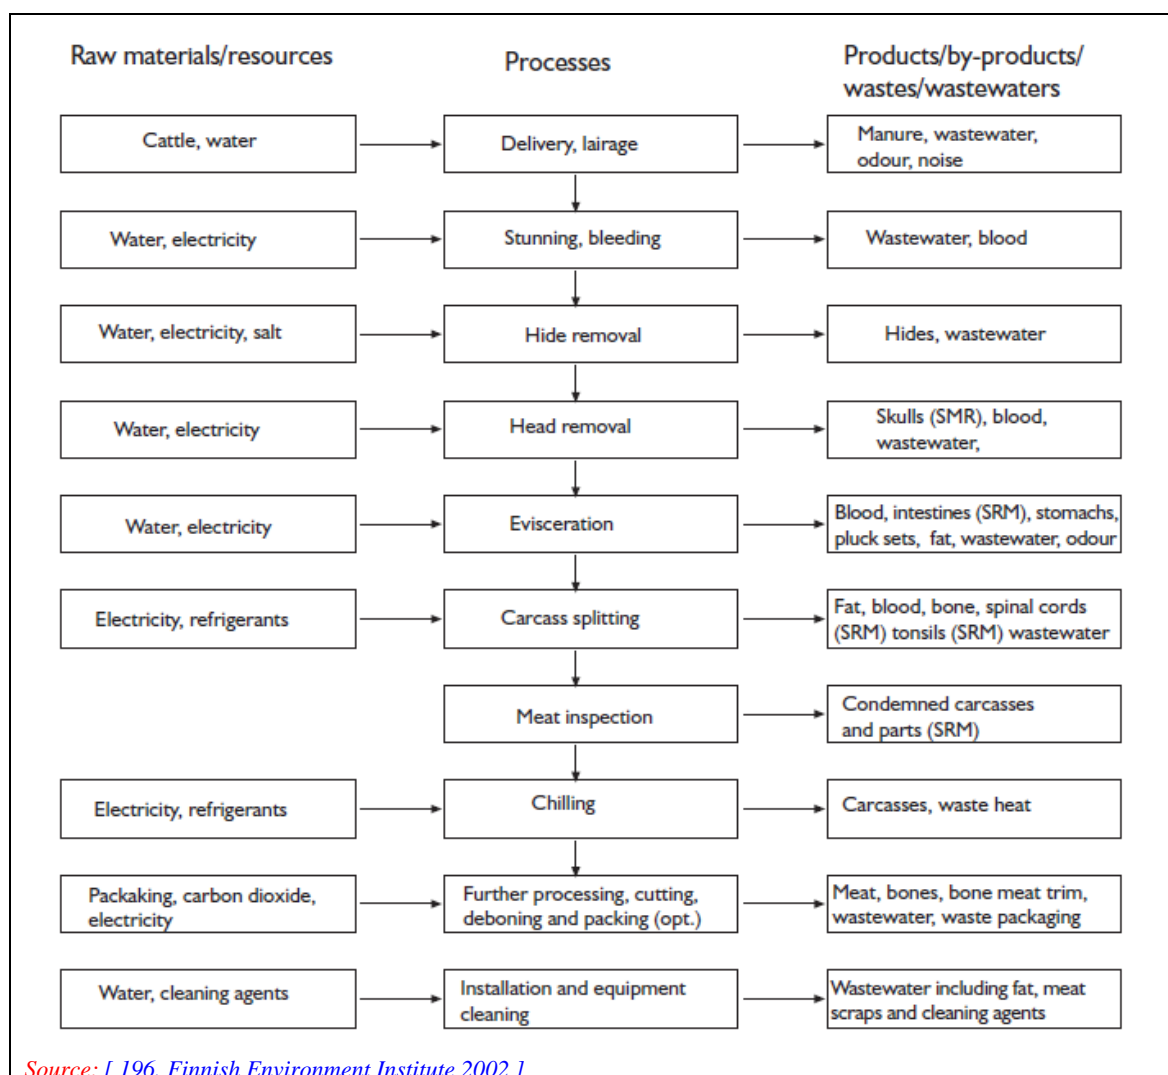 Raw materials/resources
Processes
Products/by-products/
wastes/wastewaters
Cattle, water
Delivery, lairage
Manure, wastewater,
odour, noise
Water, electricity
Stunning, bleeding
Wastewater, blood
Water, electricity, salt
Hide removal
Hides, wastewater
Water, electricity
Head removal
Skulls (SMR), blood,
wastewater,
Water, electricity
Evisceration
Blood, intestines (SRM), stomachs,
pluck sets, fat, wastewater, odour
Electricity, refrigerants
Carcass splitting
Fat, blood, bone, spinal cords
(SRM) tonsils (SRM) wastewater
Meat inspection
Condemned carcasses
and parts (SRM)
Electricity, refrigerants
Chilling
Carcasses, waste heat
Packaking, carbon dioxide,
electricity
Further processing, cutting,
deboning and packing (opt.)
Meat, bones, bone meat trim,
wastewater, waste packaging
Water, cleaning agents
Installation and equipment
cleaning
Wastewater including fat, meat
scraps and cleaning agents
Source: [ 196, Finnish Environment Institute 2002 ]